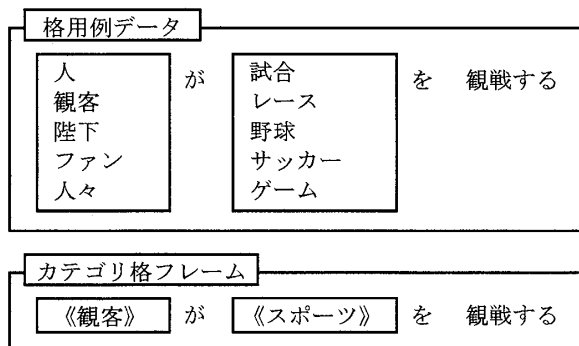 格用例データ
人 が 試合 を 観戦する
観客 レース
陛下 野球
ファン サッカー
人々 ゲーム
カテゴリ格フレーム
《観客》 が 《スポーツ》 を 観戦する